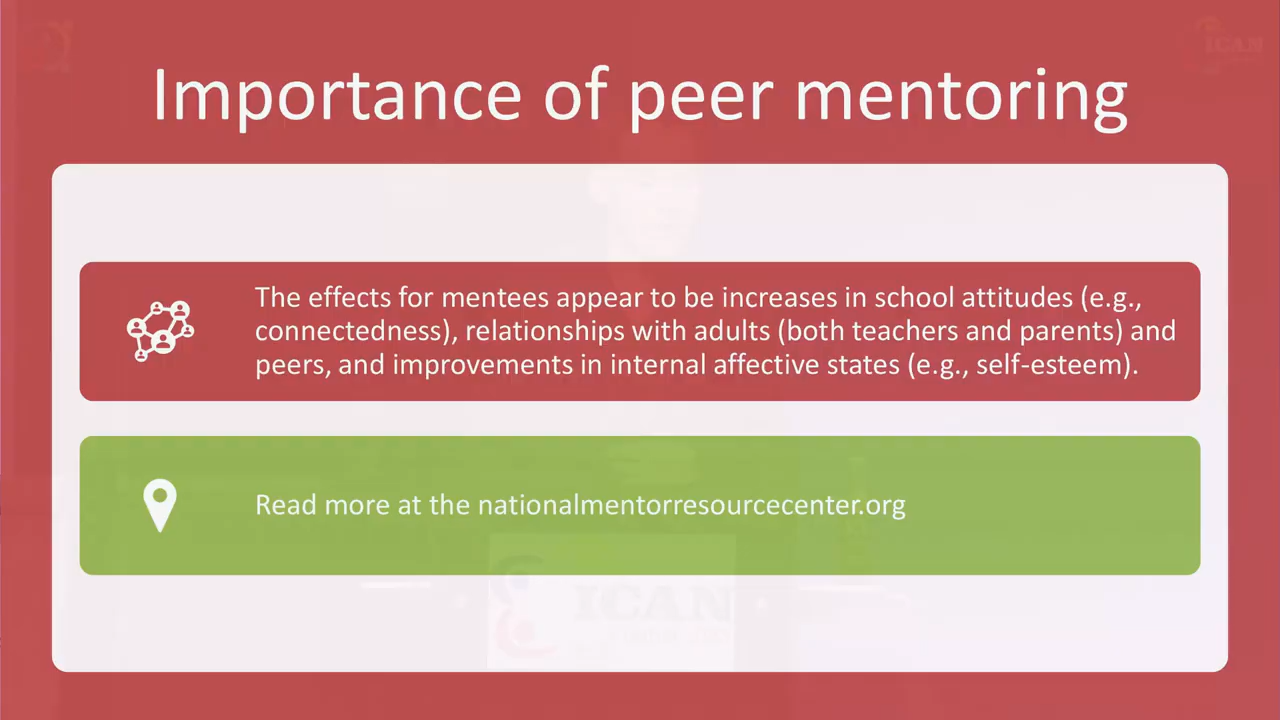 ICAN
Importance of peer mentoring
The effects for mentees appear to be increases in school attitudes (e.g.,
connectedness), relationships with adults (both teachers and parents) and
peers, and improvements in internal affective states (e.g., self-esteem).
Read more at the nationalmentorresourcecenter.org
ICAN